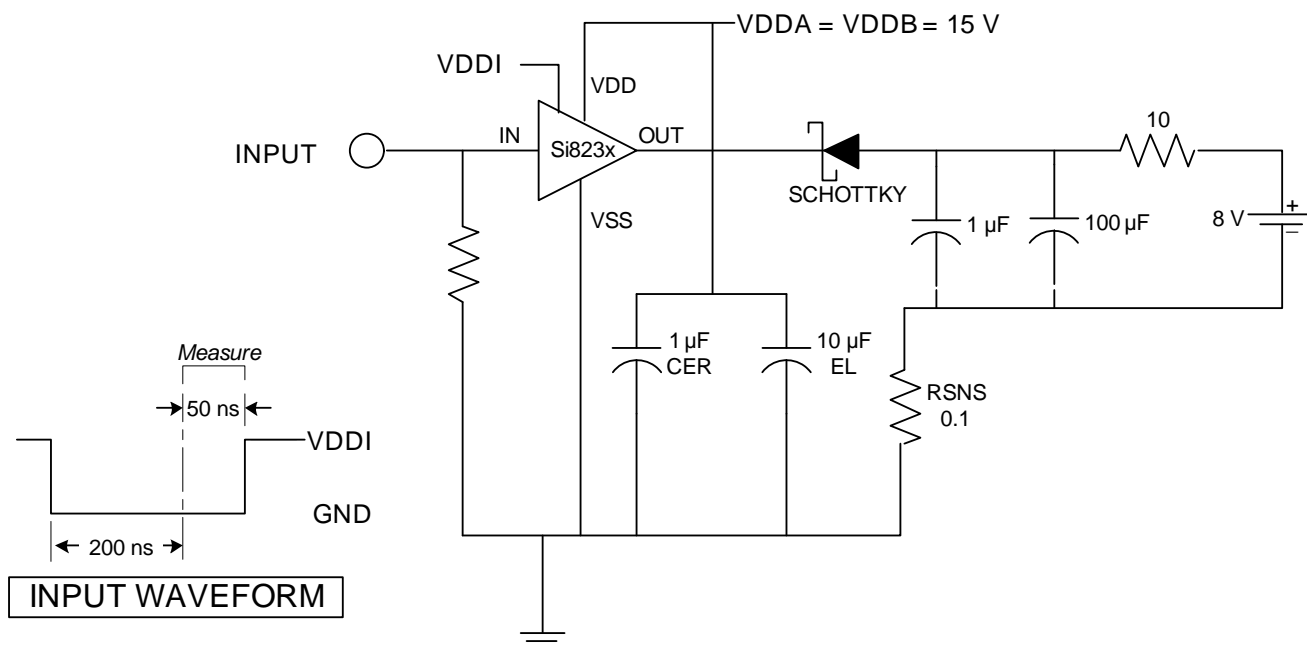 VDDA = VDDB = 15 V
VDDI
VDD
10
IN
OUT
INPUT
Si823x
SCHOTTKY
VSS
1 µF
100 µF
8 V
+
–
1 µF
CER
10 µF
EL
RSNS
0.1
Measure
50 ns
VDDI
GND
200 ns
INPUT WAVEFORM